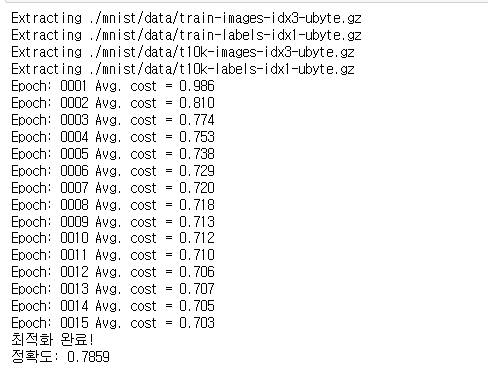 Extracting ./mnist/data/train-images-idx3-ubyte.gz
Extracting ./mnist/data/train-labels-idx1-ubyte.gz
Extracting ./mnist/data/t10k-images-idx3-ubyte.gz
Extracting ./mnist/data/t10k-labels-idx1-ubyte.gz
Epoch: 0001 Avg. cost = 0.986
Epoch: 0002 Avg. cost = 0.810
Epoch: 0003 Avg. cost = 0.774
Epoch: 0004 Avg. cost = 0.753
Epoch: 0005 Avg. cost = 0.738
Epoch: 0006 Avg. cost = 0.729
Epoch: 0007 Avg. cost = 0.720
Epoch: 0008 Avg. cost = 0.718
Epoch: 0009 Avg. cost = 0.713
Epoch: 0010 Avg. cost = 0.712
Epoch: 0011 Avg. cost = 0.710
Epoch: 0012 Avg. cost = 0.706
Epoch: 0013 Avg. cost = 0.707
Epoch: 0014 Avg. cost = 0.705
Epoch: 0015 Avg. cost = 0.703
최적화 완료!
정확도: 0.7859